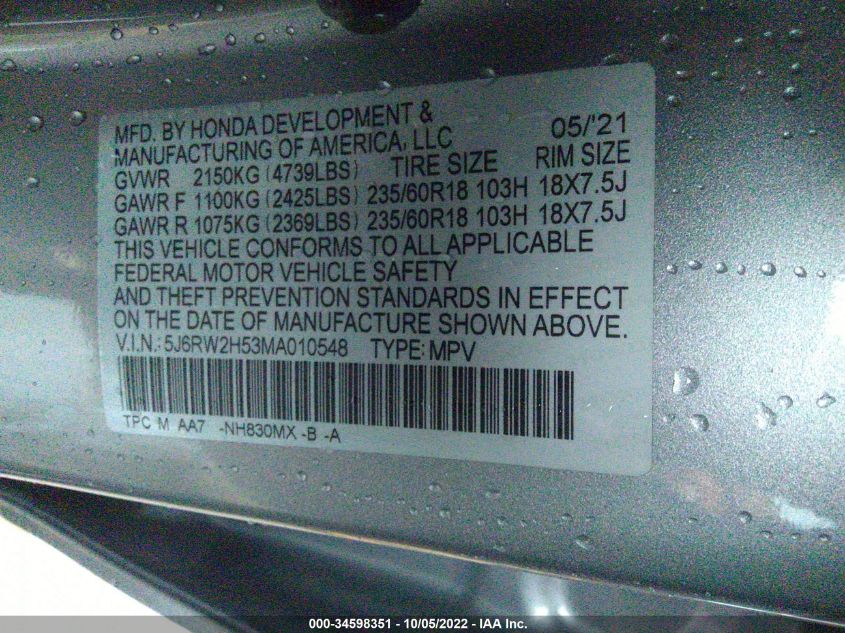 MFD. BY HONDA DEVELOPMENT &
MANUFACTURING OF AMERICA, LLC 05/'21
GVWR 2150KG (4739LBS) TIRE SIZE RIM SIZE
GAWR F 1100KG (2425LBS) 235/60R18 103H 18X7.5J
GAWR R 1075KG (2369LBS) 235/60R18 103H 18X7.5J
THIS VEHICLE CONFORMS TO ALL APPLICABLE
FEDERAL MOTOR VEHICLE SAFETY
AND THEFT PREVENTION STANDARDS IN EFFECT
ON THE DATE OF MANUFACTURE SHOWN ABOVE.
V.I.N.: 5J6RW2H53MA010548 TYPE: MPV
TPC M AA7 -NH830MX -B -A
000-34598351 - 10/05/2022 - IAA Inc.